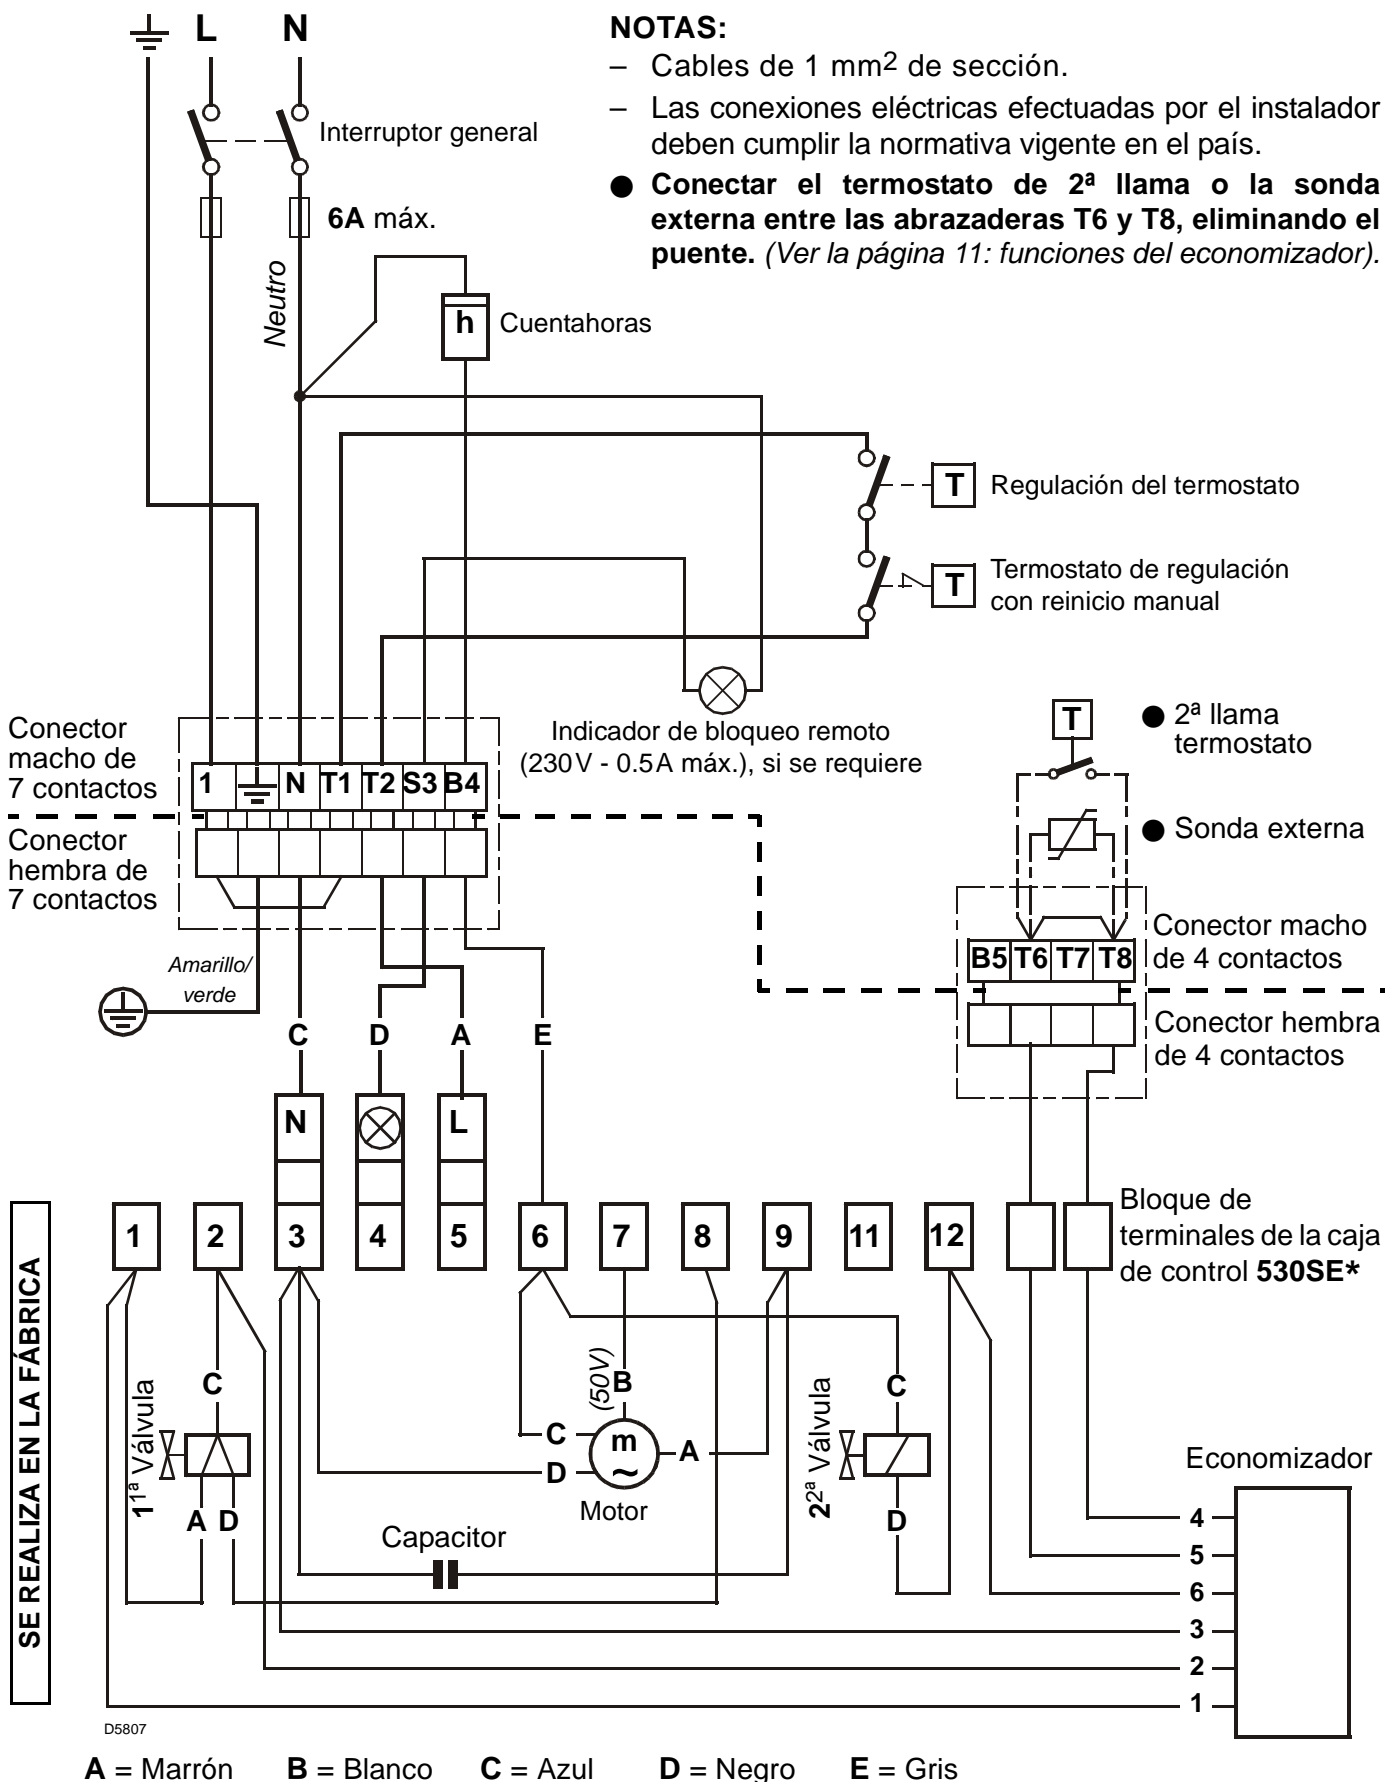 L N
NOTAS:
– Cables de 1 mm2 de sección.
– Las conexiones eléctricas efectuadas por el instalador
deben cumplir la normativa vigente en el país.
● Conectar el termostato de 2ª llama o la sonda
externa entre las abrazaderas T6 y T8, eliminando el
puente. (Ver la página 11: funciones del economizador).
Interruptor general
6A máx.
Neutro
h
Cuentahoras
T
Regulación del termostato
T
Termostato de regulación
con reinicio manual
Indicador de bloqueo remoto
(230V - 0.5A máx.), si se requiere
Conector
macho de
7 contactos
1 N T1 T2 S3 B4
Conector
hembra de
7 contactos
T
● 2ª llama
termostato
● Sonda externa
Conector macho
de 4 contactos
B5 T6 T7 T8
Conector hembra
de 4 contactos
Amarillo/
verde
C D A E
N L
1 2 3 4 5 6 7 8 9 11 12
Bloque de
terminales de la caja
de control 530SE*
SE REALIZA EN LA FÁBRICA
11ª Válvula
C
A D
(50V)
B
C
D
m
~
A
Motor
Capacitor
22ª Válvula
C
D
Economizador
4
5
6
3
2
1
D5807
A = Marrón B = Blanco C = Azul D = Negro E = Gris